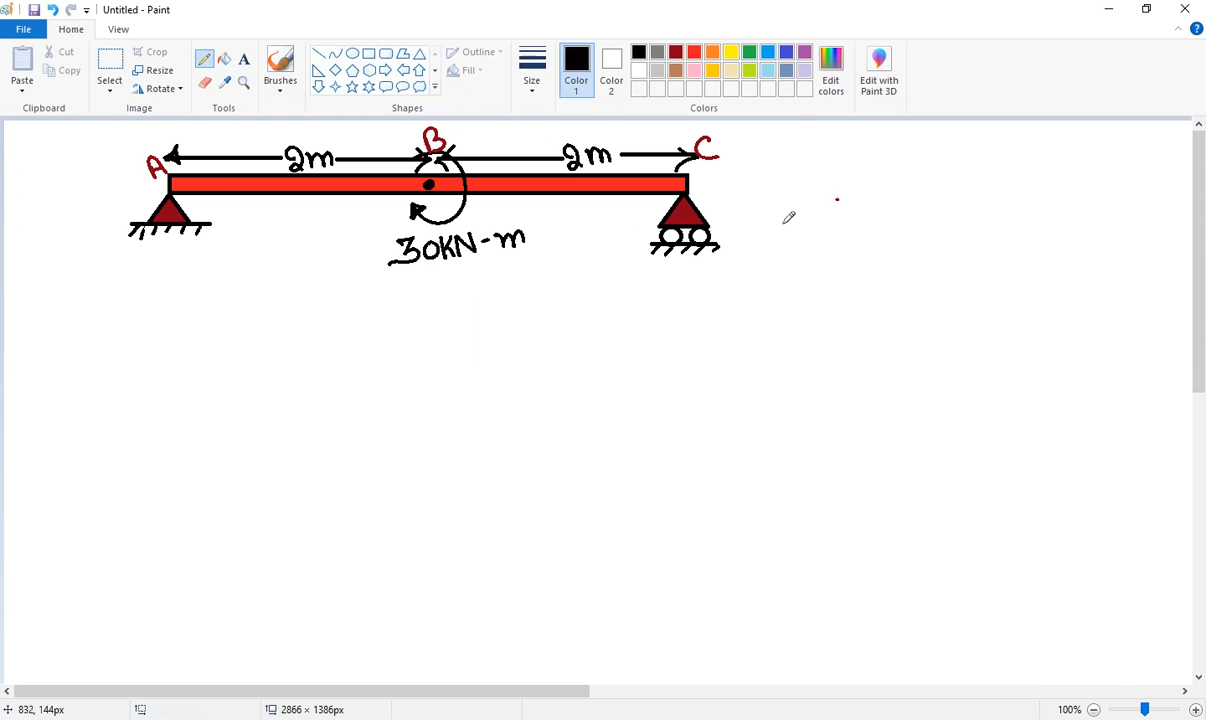 Untitled - Paint
File Home View
Paste
Cut
Copy
Clipboard
Select
Crop
Resize
Rotate
Image
A
Tools
Brushes
Outline
Fill
Shapes
Size
Color 1
Color 2
Edit colors
Colors
Edit with Paint 3D
A 2m B 2m C
30KN-m
832, 144px
2866 × 1386px
100%